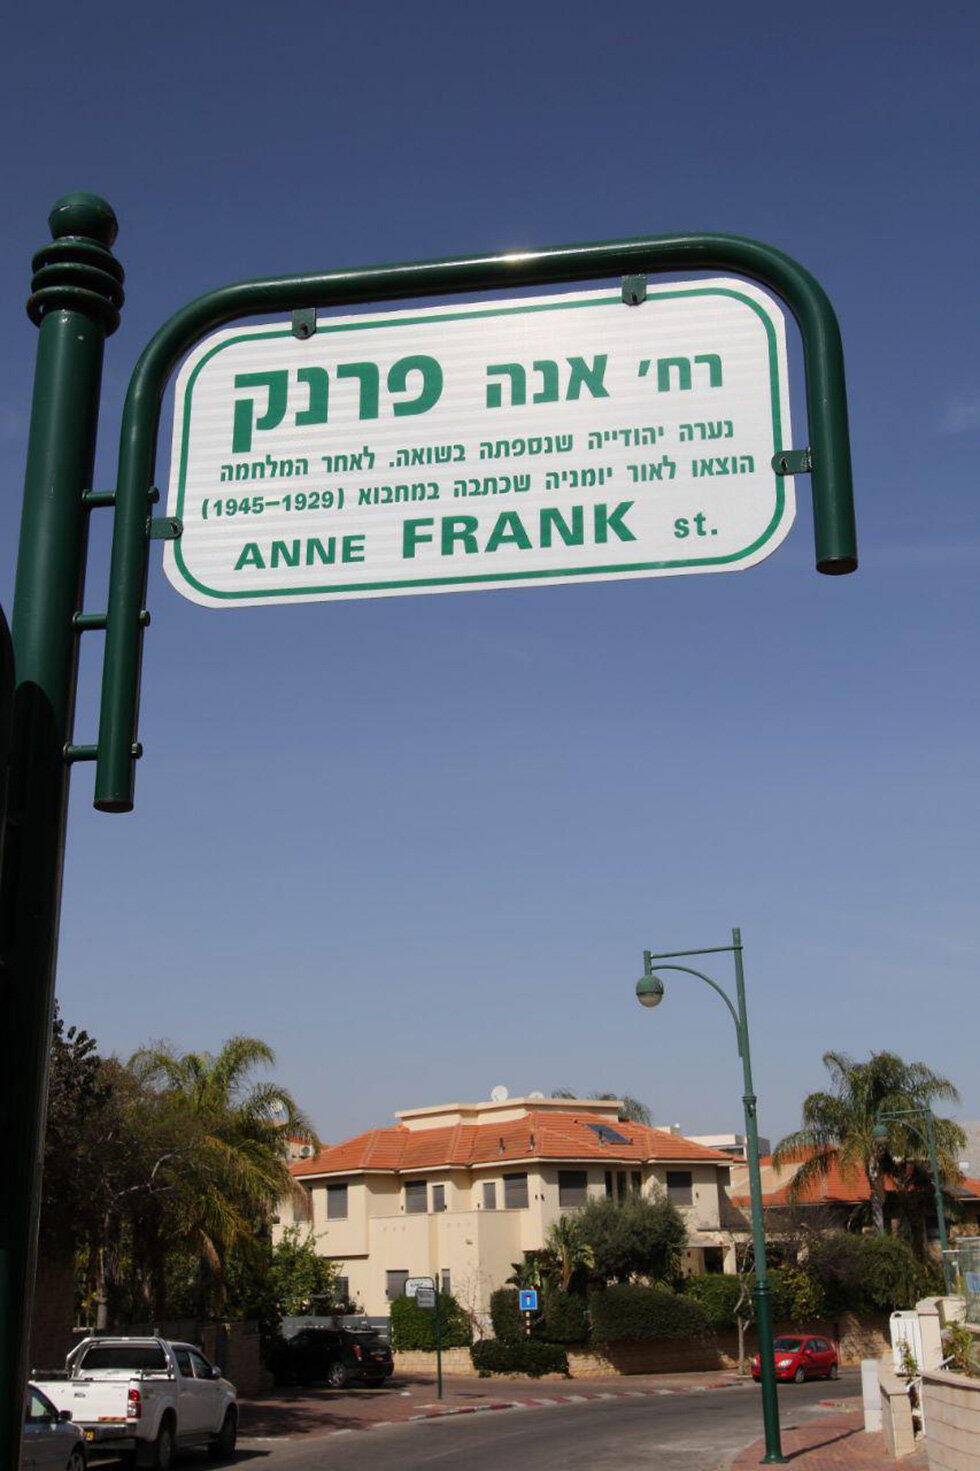 רח׳ אנה פרנק
נערה יהודייה שנספתה בשואה. לאחר המלחמה
הוצאו לאור יומניה שכתבה במחבוא (1929–1945)
ANNE FRANK st.